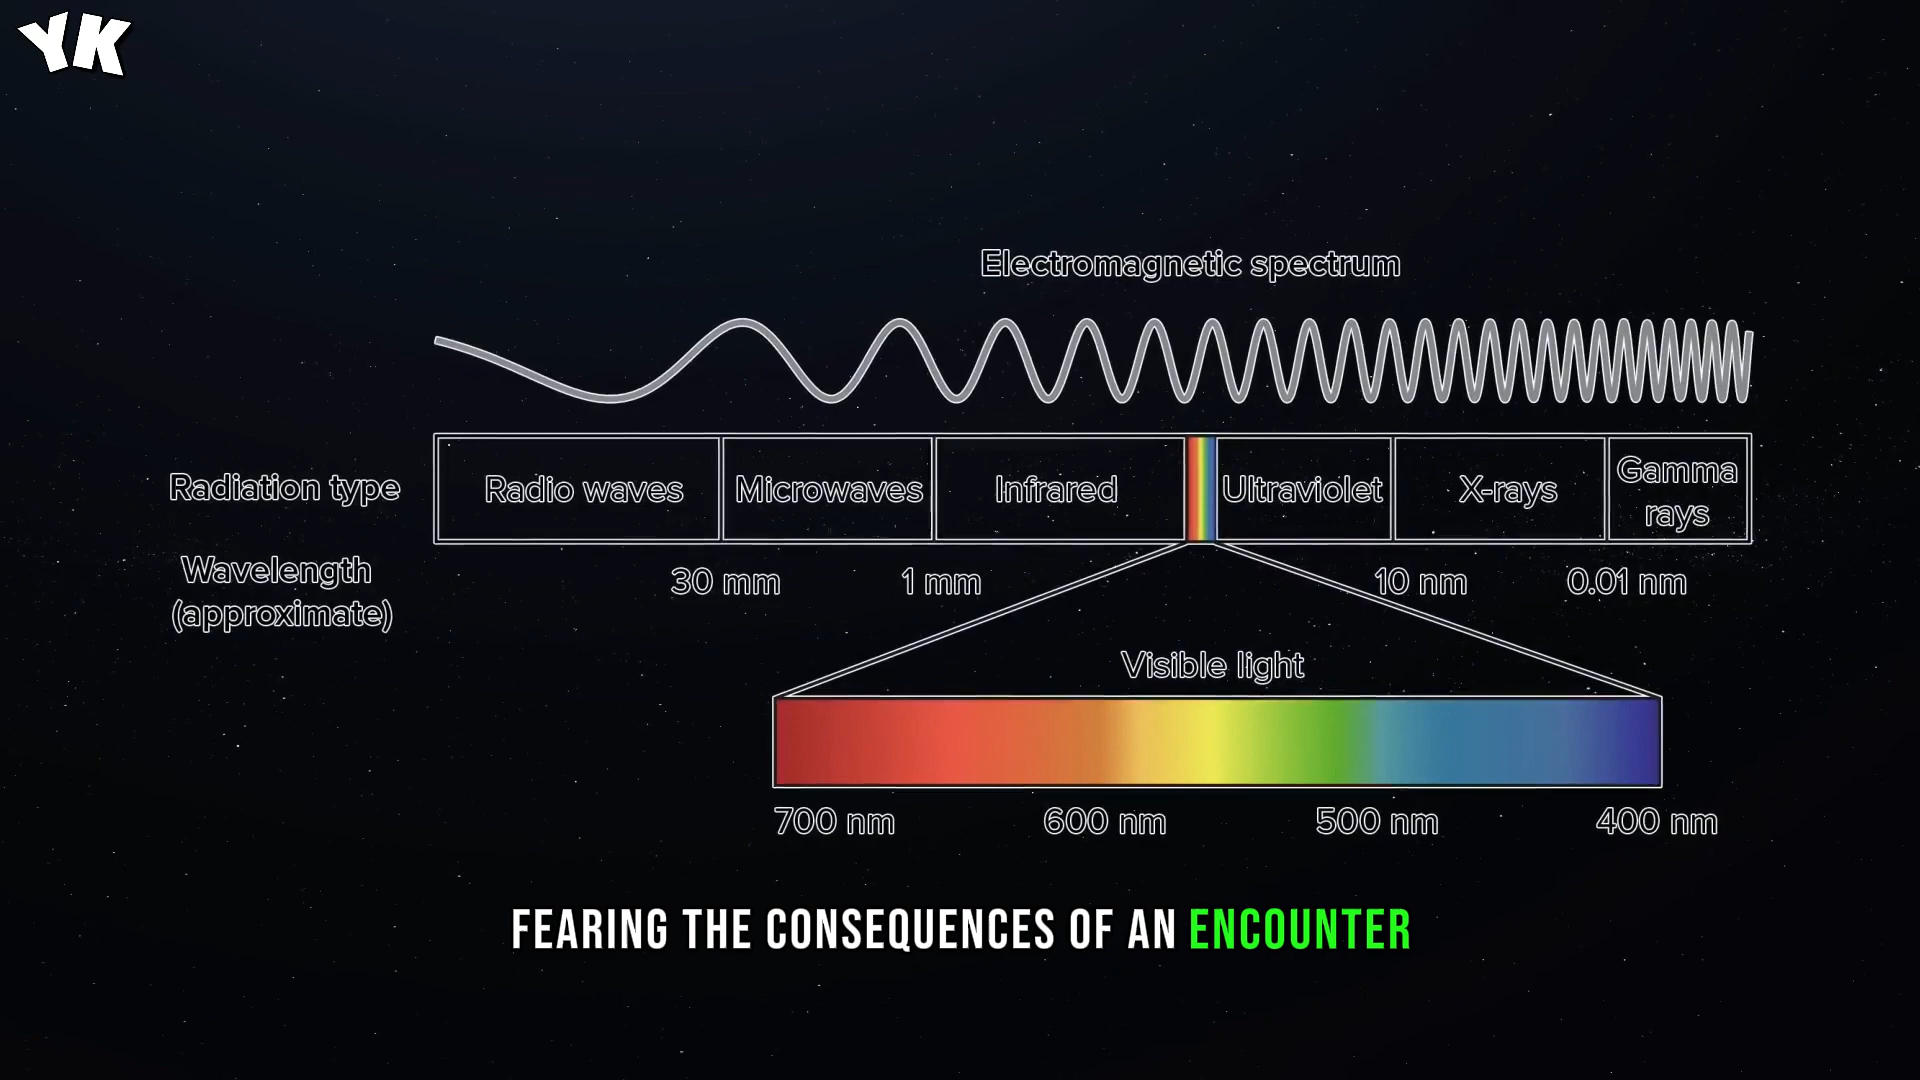 YK
Electromagnetic spectrum
Radiation type
Radio waves
Microwaves
Infrared
Ultraviolet
X-rays
Gamma
rays
Wavelength
(approximate)
30 mm
1 mm
10 nm
0.01 nm
Visible light
700 nm
600 nm
500 nm
400 nm
FEARING THE CONSEQUENCES OF AN ENCOUNTER